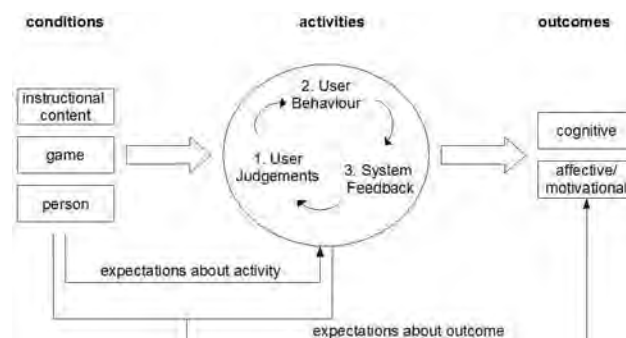 conditions
activities
outcomes
instructional
content
game
person
2. User
Behaviour
1. User
Judgements
3. System
Feedback
cognitive
affective/
motivational
expectations about activity
expectations about outcome